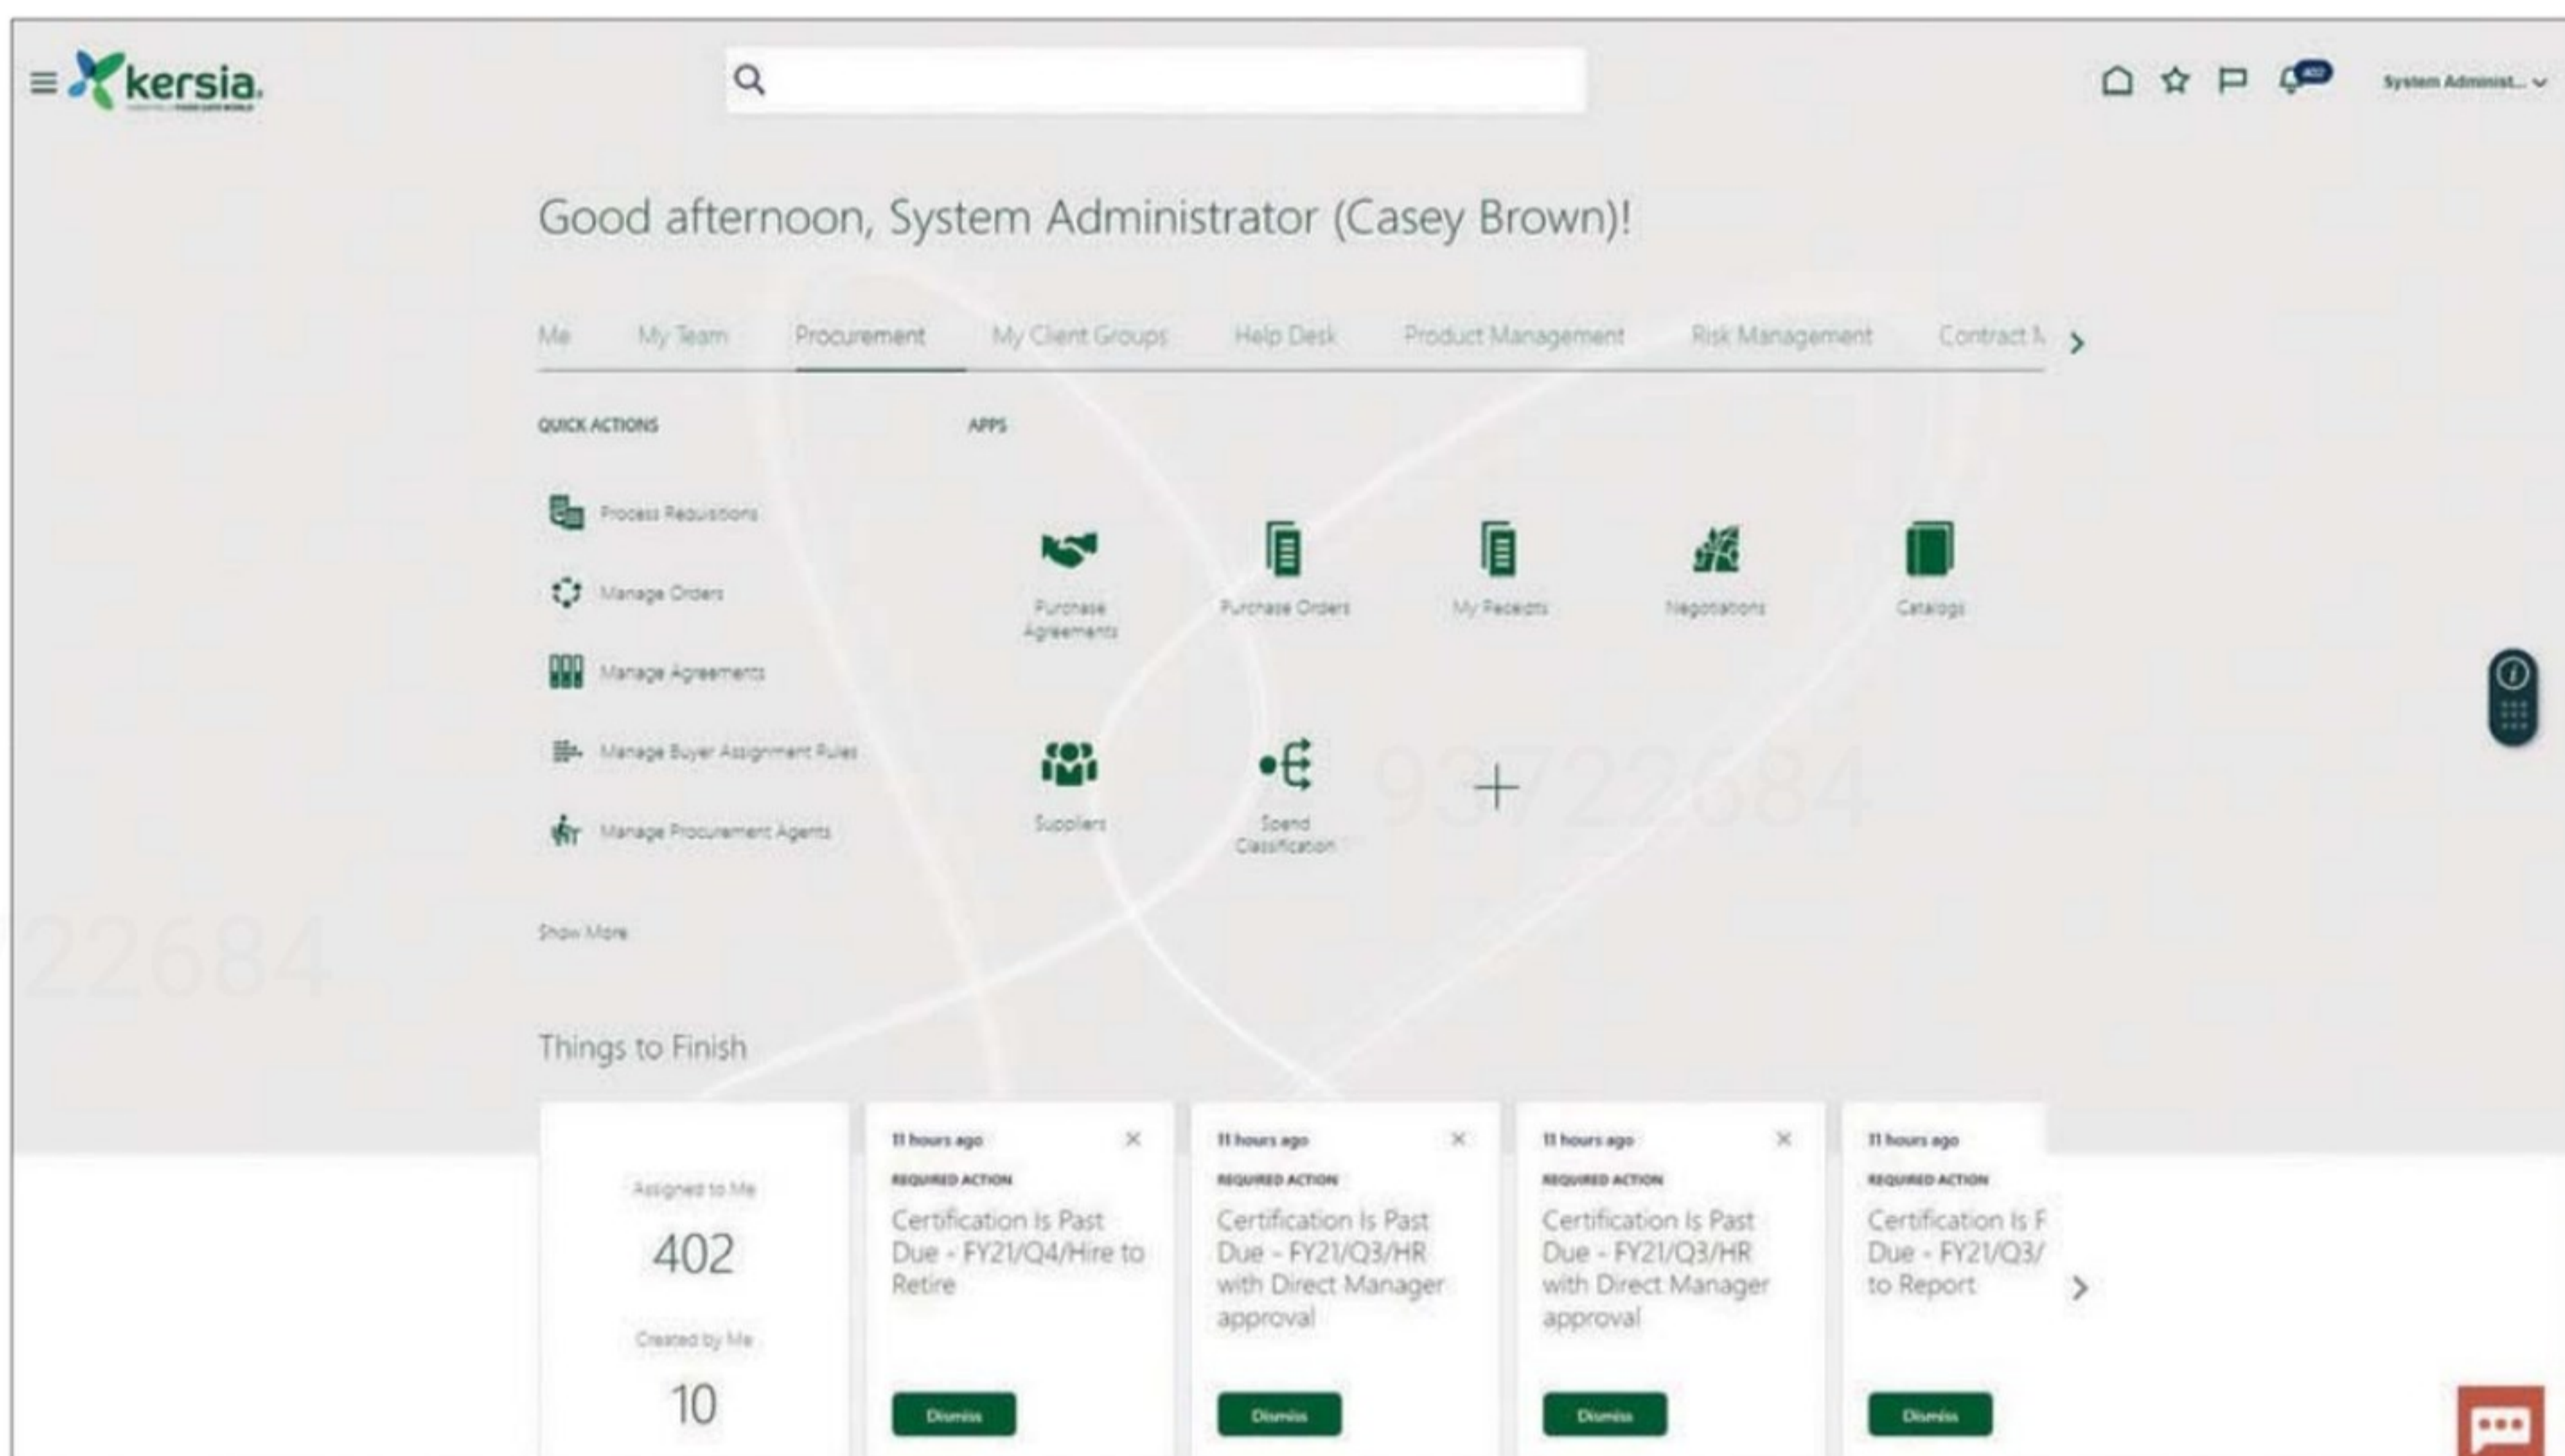 kersia.
402
System Administ...
Good afternoon, System Administrator (Casey Brown)!
Me
My Team
Procurement
My Client Groups
Help Desk
Product Management
Risk Management
Contract M
QUICK ACTIONS
APPS
Process Requisitions
Manage Orders
Manage Agreements
Manage Buyer Assignment Rules
Manage Procurement Agents
Show More
Purchase
Agreements
Purchase Orders
My Receipts
Negotiations
Catalogs
Suppliers
Spend
Classification
93722684
22684
Things to Finish
Assigned to Me
402
Created by Me
10
11 hours ago
REQUIRED ACTION
Certification Is Past
Due - FY21/Q4/Hire to
Retire
Dismiss
11 hours ago
REQUIRED ACTION
Certification Is Past
Due - FY21/Q3/HR
with Direct Manager
approval
Dismiss
11 hours ago
REQUIRED ACTION
Certification Is Past
Due - FY21/Q3/HR
with Direct Manager
approval
Dismiss
11 hours ago
REQUIRED ACTION
Certification Is P
Due - FY21/Q3/
to Report
Dismiss